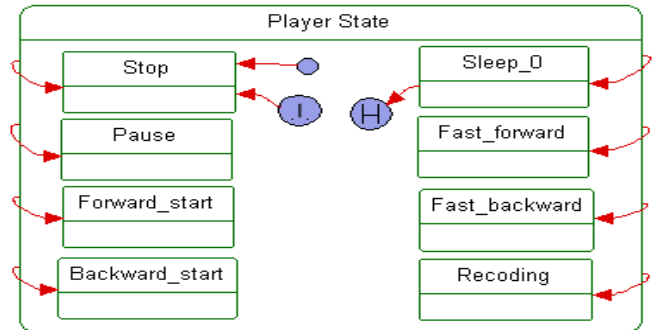 Player State
Stop
Sleep_0
I
H
Pause
Fast_forward
Forward_start
Fast_backward
Backward_start
Recoding